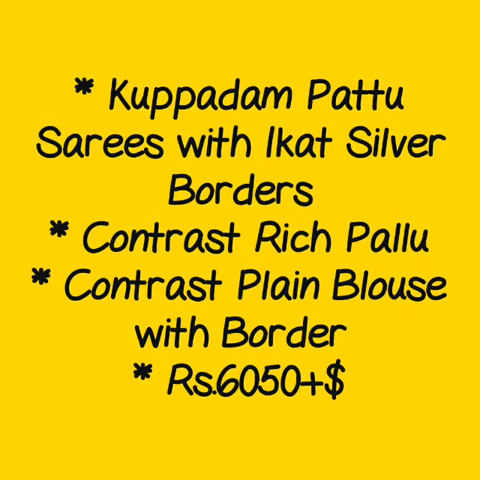 * Kuppadam Pattu
Sarees with Ikat Silver
Borders
* Contrast Rich Pallu
* Contrast Plain Blouse
with Border
* Rs.6050+$